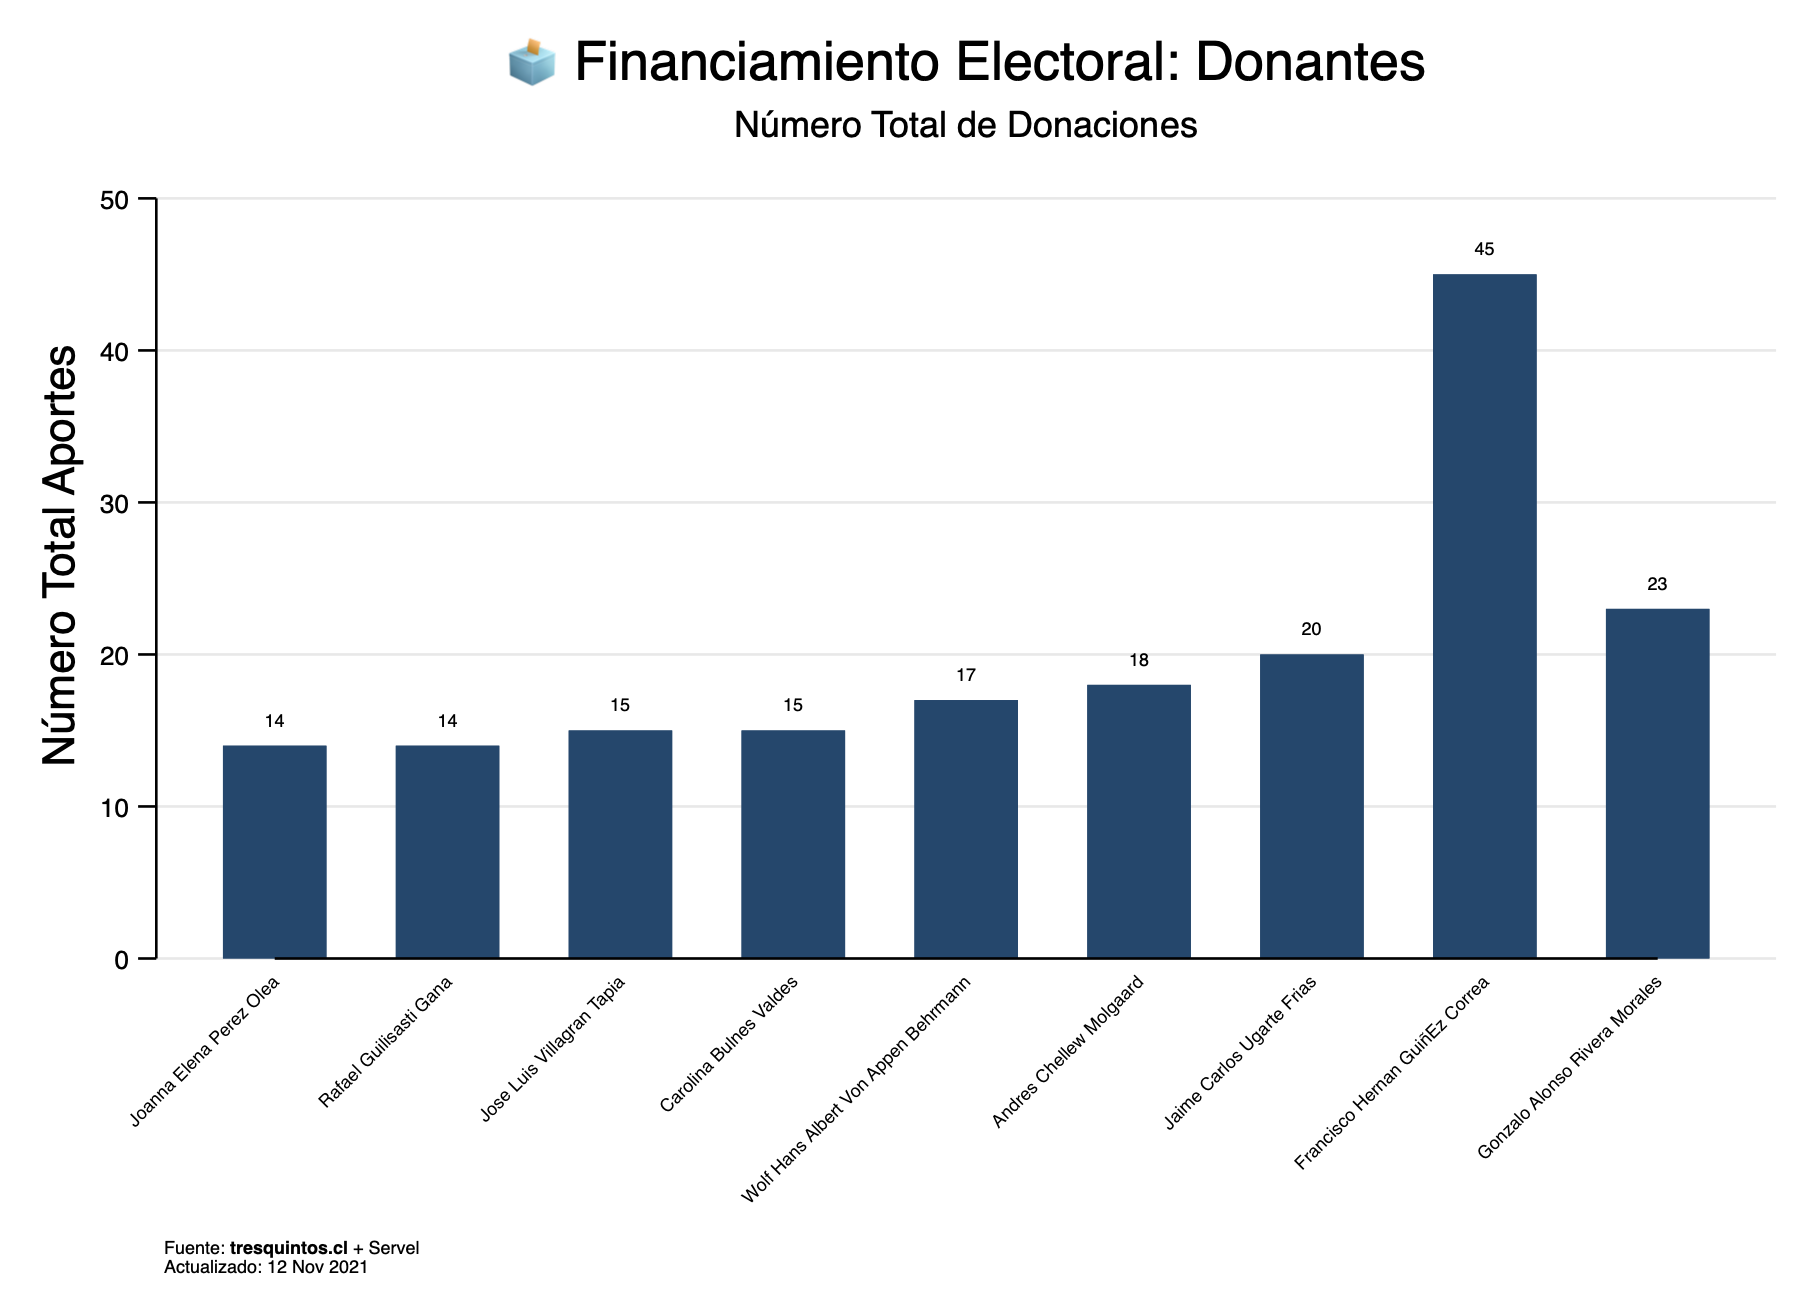 Financiamiento Electoral: Donantes
Número Total de Donaciones
Número Total Aportes
50
40
30
20
10
0
14
14
15
15
17
18
20
45
23
Joanna Elena Perez Olea
Rafael Guilisasti Gana
Jose Luis Villagran Tapia
Carolina Bulnes Valdes
Wolf Hans Albert Von Appen Behrmann
Andres Chellew Molgaard
Jaime Carlos Ugarte Frias
Francisco Hernan GuiñEz Correa
Gonzalo Alonso Rivera Morales
Fuente: tresquintos.cl + Servel
Actualizado: 12 Nov 2021